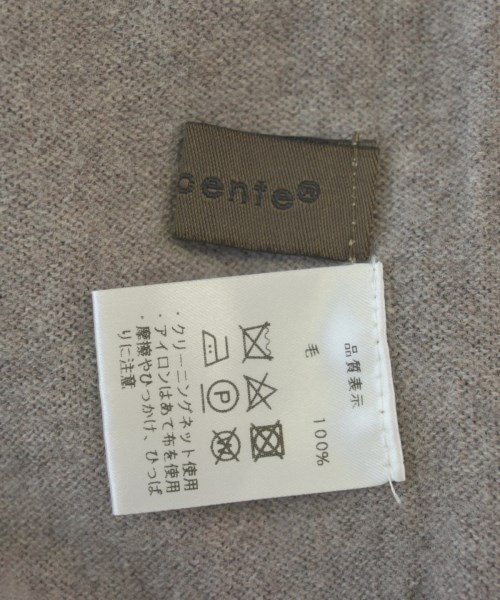 cente®
品質表示
毛 100%
P W
・クリーニングネット使用
・アイロンはあて布を使用
・摩擦やひっかけ、ひっぱ
りに注意